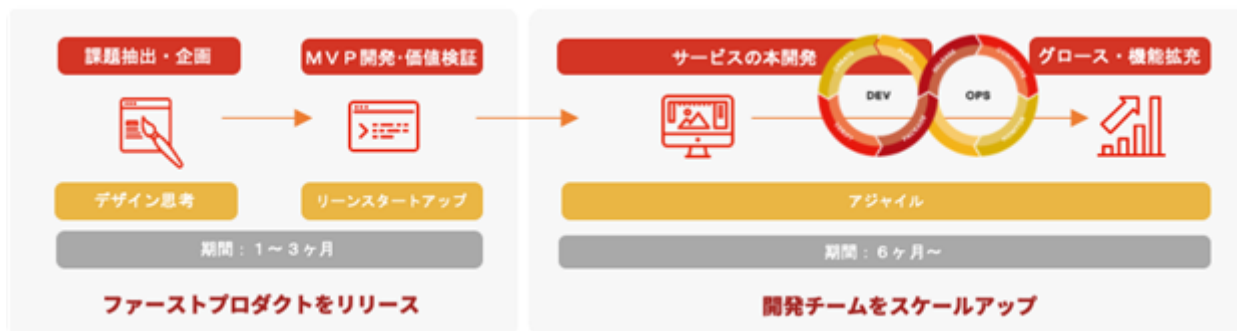 課題抽出・企画
MVP開発・価値検証
デザイン思考
リーンスタートアップ
期間：1～3ヶ月
ファーストプロダクトをリリース
サービスの本開発
グロース・機能拡充
DEV
OPS
アジャイル
期間：6ヶ月～
開発チームをスケールアップ